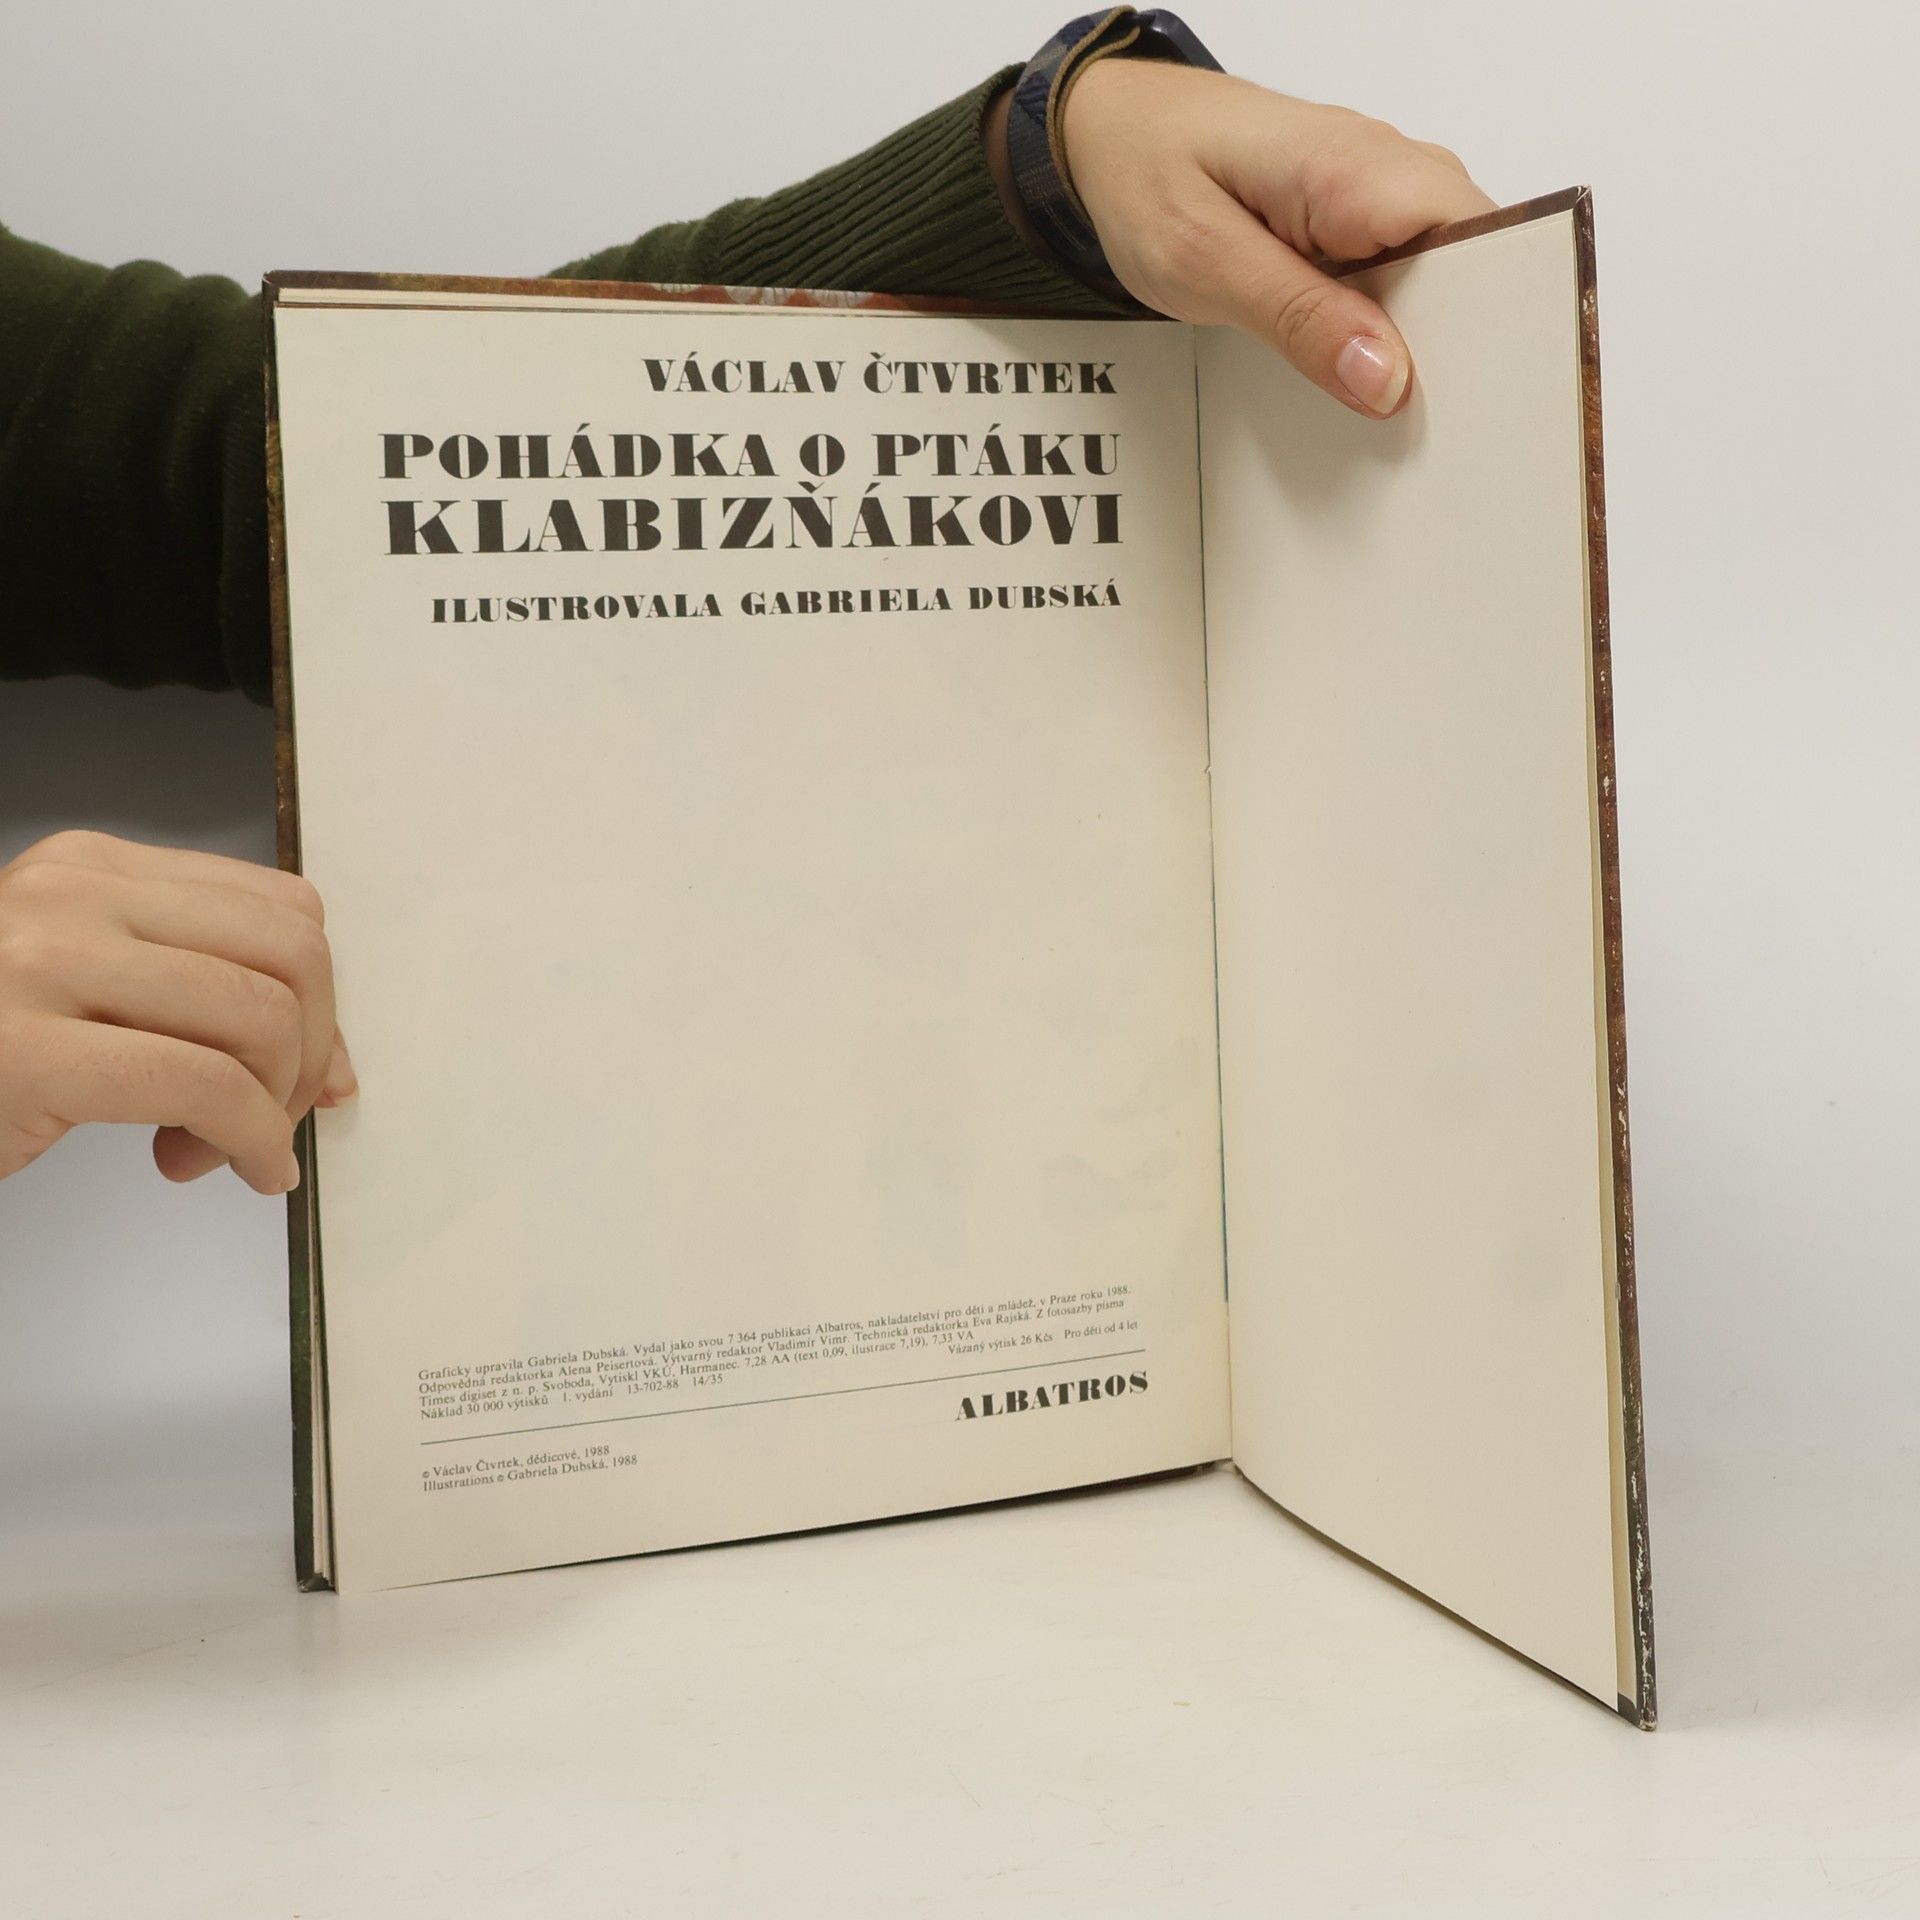 VÁCLAV ČTVRTEK
POHÁDKA O PTÁKU
KLABIZŇÁKOVI
ILUSTROVALA GABRIELA DUBSKÁ
Graficky upravila Gabriela Dubská. Vydal jako svou 7 364 publikaci Albatros, nakladatelství pro děti a mládež, v Praze roku 1988.
Odpovědná redaktorka Alena Peisertová. Výtvarný redaktor Vladimír Vimr. Technická redaktorka Eva Rajská. Z fotosazby písma
Times digiset z n. p. Svoboda, Vytiskl VKÚ, Harmanec. 7,28 AA (text 0,09, ilustrace 7,19), 7,33 VA
Náklad 30 000 výtisků 1. vydání 13-702-88 14/35 Vázaný výtisk 26 Kčs Pro děti od 4 let
ALBATROS
© Václav Čtvrtek, dědicové, 1988
Illustrations © Gabriela Dubská, 1988